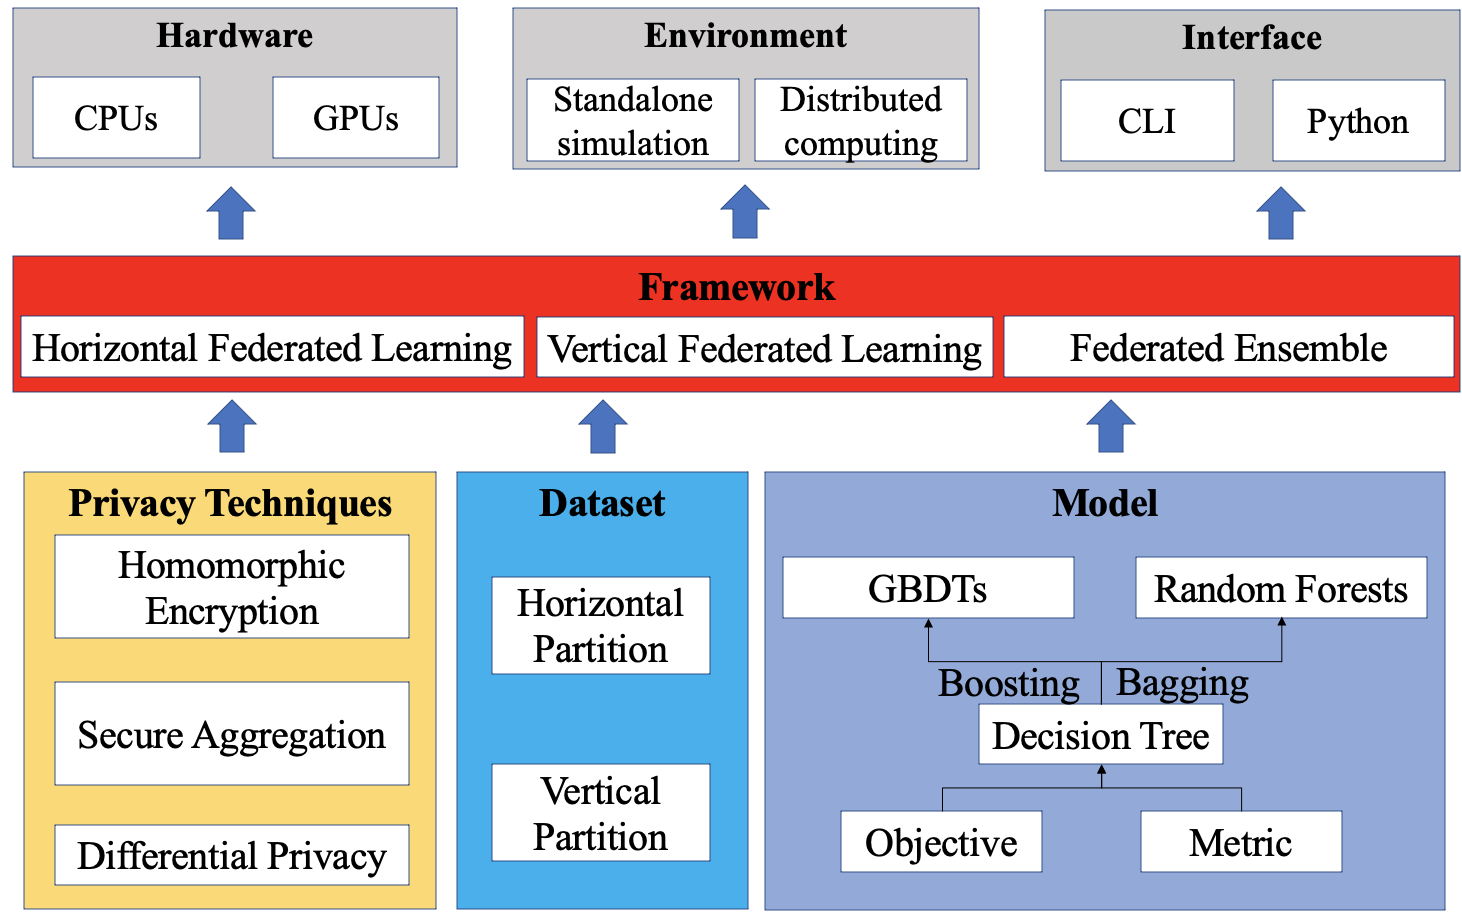 Hardware
CPUs
GPUs
Environment
Standalone
simulation
Distributed
computing
Interface
CLI
Python
Framework
Horizontal Federated Learning
Vertical Federated Learning
Federated Ensemble
Privacy Techniques
Homomorphic
Encryption
Secure Aggregation
Differential Privacy
Dataset
Horizontal
Partition
Vertical
Partition
Model
GBDTs
Random Forests
Boosting
Bagging
Decision Tree
Objective
Metric